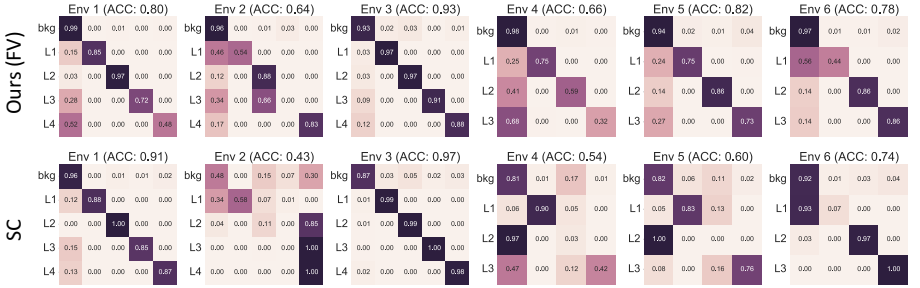 Ours (FV)
Env 1 (ACC: 0.80)
bkg 0.99 0.00 0.01 0.00 0.00
L1 0.15 0.85 0.00 0.00 0.00
L2 0.03 0.00 0.97 0.00 0.00
L3 0.28 0.00 0.00 0.72 0.00
L4 0.52 0.00 0.00 0.00 0.48
Env 2 (ACC: 0.64)
0.96 0.00 0.01 0.03 0.00
0.46 0.54 0.00 0.00 0.00
0.12 0.00 0.88 0.00 0.00
0.34 0.00 0.66 0.00 0.00
0.17 0.00 0.00 0.00 0.83
Env 3 (ACC: 0.93)
0.93 0.02 0.01 0.01 0.03
0.03 0.97 0.00 0.00 0.00
0.03 0.00 0.97 0.00 0.00
0.09 0.00 0.00 0.91 0.00
0.12 0.00 0.00 0.00 0.88
Env 4 (ACC: 0.66)
bkg 0.98 0.00 0.01 0.00
L1 0.25 0.75 0.00 0.00
L2 0.41 0.00 0.59 0.00
L3 0.68 0.00 0.00 0.32
Env 5 (ACC: 0.82)
bkg 0.94 0.02 0.01 0.04
L1 0.24 0.75 0.00 0.00
L2 0.14 0.00 0.86 0.00
L3 0.27 0.00 0.00 0.73
Env 6 (ACC: 0.78)
bkg 0.97 0.01 0.01 0.02
L1 0.56 0.44 0.00 0.00
L2 0.14 0.00 0.86 0.00
L3 0.14 0.00 0.00 0.86
SC
Env 1 (ACC: 0.91)
bkg 0.96 0.00 0.01 0.01 0.02
L1 0.12 0.88 0.00 0.00 0.00
L2 0.00 0.00 1.00 0.00 0.00
L3 0.15 0.00 0.00 0.85 0.00
L4 0.13 0.00 0.00 0.00 0.87
Env 2 (ACC: 0.43)
0.48 0.00 0.15 0.07 0.30
0.34 0.58 0.07 0.01 0.00
0.04 0.00 0.11 0.00 0.85
0.00 0.00 0.00 0.00 1.00
0.00 0.00 0.00 0.00 1.00
Env 3 (ACC: 0.97)
0.87 0.03 0.05 0.02 0.03
0.01 0.99 0.00 0.00 0.00
0.01 0.00 0.99 0.00 0.00
0.00 0.00 0.00 1.00 0.00
0.02 0.00 0.00 0.00 0.98
Env 4 (ACC: 0.54)
bkg 0.81 0.01 0.17 0.01
L1 0.06 0.90 0.05 0.00
L2 0.97 0.00 0.03 0.00
L3 0.47 0.00 0.12 0.42
Env 5 (ACC: 0.60)
bkg 0.82 0.06 0.11 0.02
L1 0.05 0.83 0.13 0.00
L2 1.00 0.00 0.00 0.00
L3 0.08 0.00 0.16 0.76
Env 6 (ACC: 0.74)
bkg 0.92 0.01 0.03 0.04
L1 0.93 0.07 0.00 0.00
L2 0.03 0.00 0.97 0.00
L3 0.00 0.00 0.00 1.00